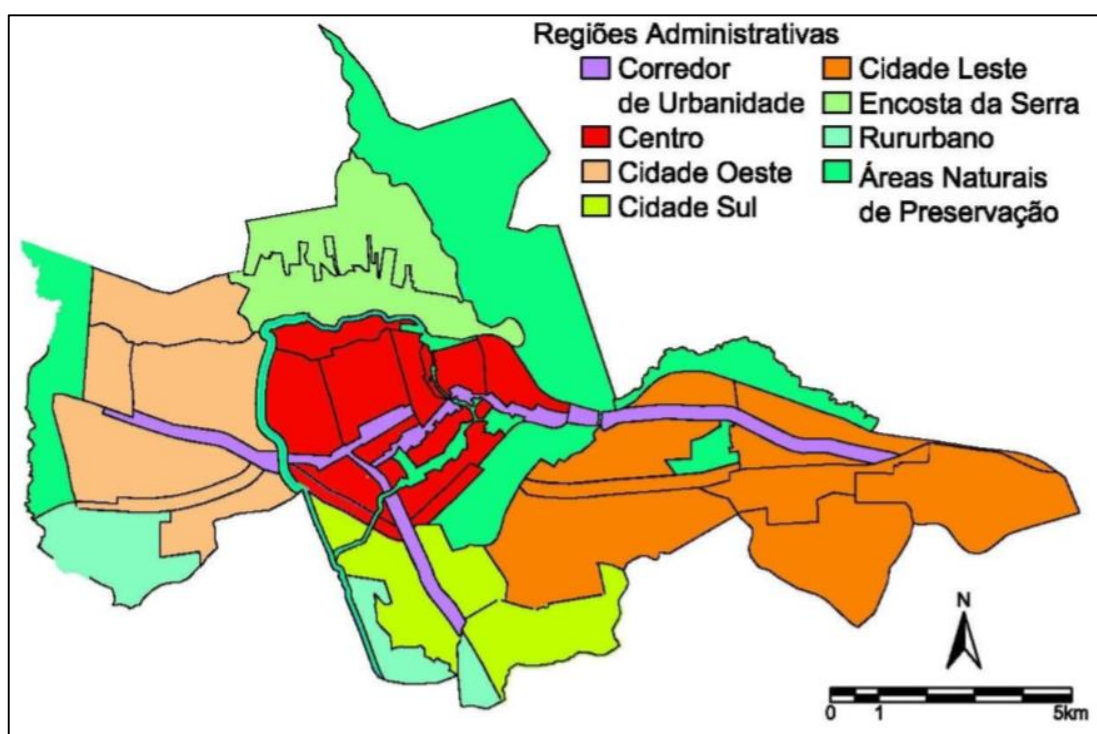 Regiões Administrativas
Corredor
de Urbanidade
Centro
Cidade Oeste
Cidade Sul
Cidade Leste
Encosta da Serra
Rururbano
Áreas Naturais
de Preservação
N
0 1 5km